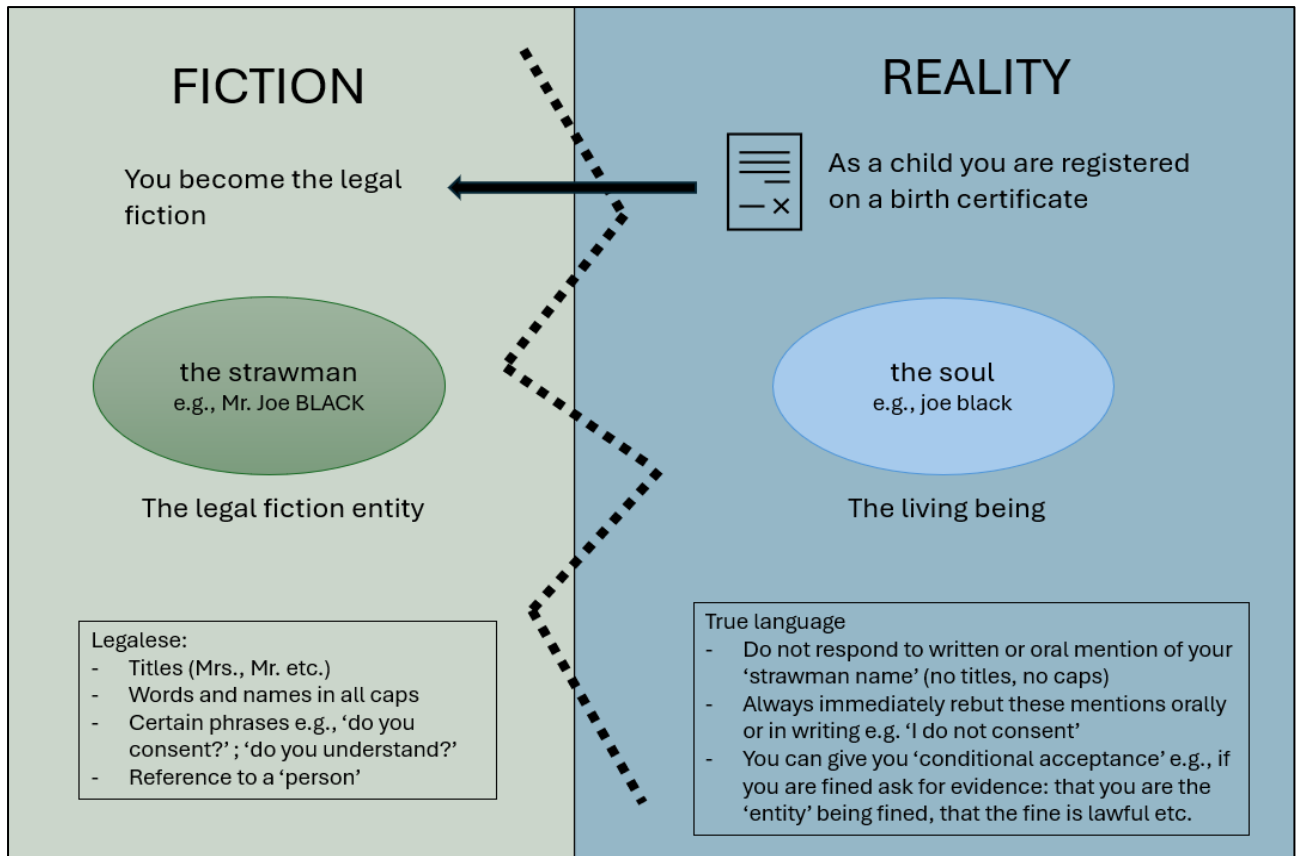 FICTION
You become the legal
fiction
the strawman
e.g., Mr. Joe BLACK
The legal fiction entity
Legalese:
- Titles (Mrs., Mr. etc.)
- Words and names in all caps
- Certain phrases e.g., ‘do you
consent?’ ; ‘do you understand?’
- Reference to a ‘person’
REALITY
As a child you are registered
on a birth certificate
the soul
e.g., joe black
The living being
True language
- Do not respond to written or oral mention of your
‘strawman name’ (no titles, no caps)
- Always immediately rebut these mentions orally
or in writing e.g. ‘I do not consent’
- You can give you ‘conditional acceptance’ e.g., if
you are fined ask for evidence: that you are the
‘entity’ being fined, that the fine is lawful etc.